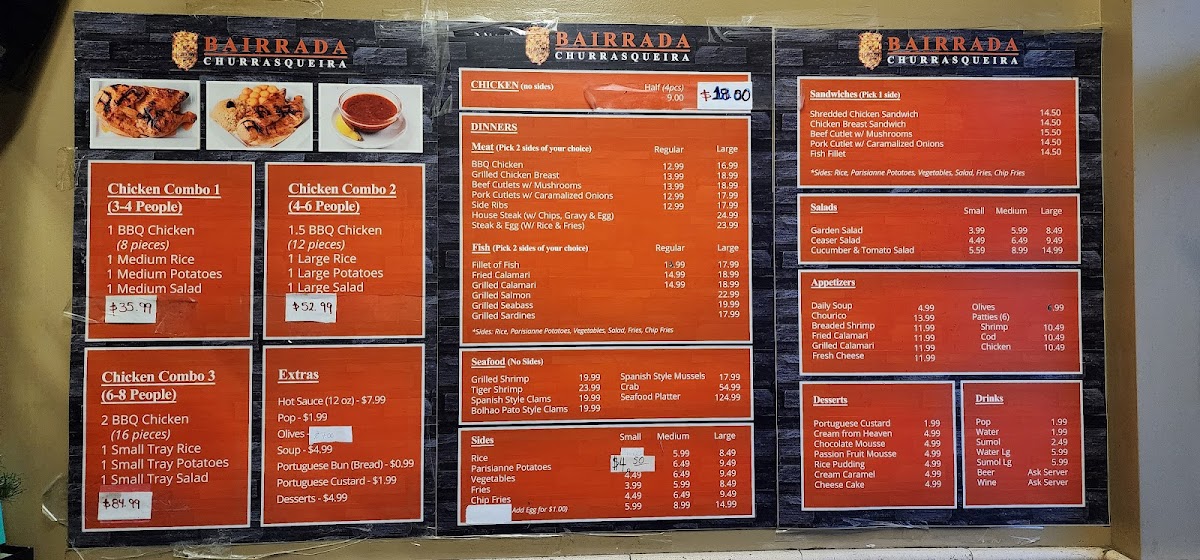 BAIRRADA
CHURRASQUEIRA
Chicken Combo 1
(3-4 People)
1 BBQ Chicken
(8 pieces)
1 Medium Rice
1 Medium Potatoes
1 Medium Salad
$35.99
Chicken Combo 2
(4-6 People)
1.5 BBQ Chicken
(12 pieces)
1 Large Rice
1 Large Potatoes
1 Large Salad
$52.99
Chicken Combo 3
(6-8 People)
2 BBQ Chicken
(16 pieces)
1 Small Tray Rice
1 Small Tray Potatoes
1 Small Tray Salad
$84.99
Extras
Hot Sauce (12 oz) - $7.99
Pop - $1.99
Olives -
Soup - $4.99
Portuguese Bun (Bread) - $0.99
Portuguese Custard - $1.99
Desserts - $4.99
BAIRRADA
CHURRASQUEIRA
CHICKEN (no sides) Half (4pcs)
9.00 $18.00
DINNERS
Meat (Pick 2 sides of your choice) Regular Large
BBQ Chicken 12.99 16.99
Grilled Chicken Breast 13.99 18.99
Beef Cutlets w/ Mushrooms 13.99 18.99
Pork Cutlets w/ Caramalized Onions 12.99 17.99
Side Ribs 12.99 17.99
House Steak (w/ Chips, Gravy & Egg) 24.99
Steak & Egg (W/ Rice & Fries) 23.99
Fish (Pick 2 sides of your choice) Regular Large
Fillet of Fish 17.99
Fried Calamari 14.99 18.99
Grilled Calamari 14.99 18.99
Grilled Salmon 22.99
Grilled Seabass 19.99
Grilled Sardines 17.99
*Sides: Rice, Parisianne Potatoes, Vegetables, Salad, Fries, Chip Fries
Seafood (No Sides)
Grilled Shrimp 19.99 Spanish Style Mussels 17.99
Tiger Shrimp 23.99 Crab 54.99
Spanish Style Clams 19.99 Seafood Platter 124.99
Bolhao Pato Style Clams 19.99
Sides Small Medium Large
Rice 5.99 8.49
Parisianne Potatoes $4.50 6.49 9.49
Vegetables 4.49 6.49 9.49
Fries 3.99 5.99 8.49
Chip Fries 4.49 6.49 9.49
Add Egg for $1.00) 5.99 8.99 14.99
BAIRRADA
CHURRASQUEIRA
Sandwiches (Pick 1 side)
Shredded Chicken Sandwich 14.50
Chicken Breast Sandwich 14.50
Beef Cutlet w/ Mushrooms 15.50
Pork Cutlet w/ Caramalized Onions 14.50
Fish Fillet 14.50
*Sides: Rice, Parisianne Potatoes, Vegetables, Salad, Fries, Chip Fries
Salads Small Medium Large
Garden Salad 3.99 5.99 8.49
Ceaser Salad 4.49 6.49 9.49
Cucumber & Tomato Salad 5.59 8.99 14.99
Appetizers
Daily Soup 4.99 Olives
Chourico 13.99 Patties (6)
Breaded Shrimp 11.99 Shrimp 10.49
Fried Calamari 11.99 Cod 10.49
Grilled Calamari 11.99 Chicken 10.49
Fresh Cheese 11.99
Desserts
Portuguese Custard 1.99
Cream from Heaven 4.99
Chocolate Mousse 4.99
Passion Fruit Mousse 4.99
Rice Pudding 4.99
Cream Caramel 4.99
Cheese Cake 4.99
Drinks
Pop 1.99
Water 1.99
Sumol 2.49
Water Lg 5.99
Sumol Lg 5.99
Beer Ask Server
Wine Ask Server